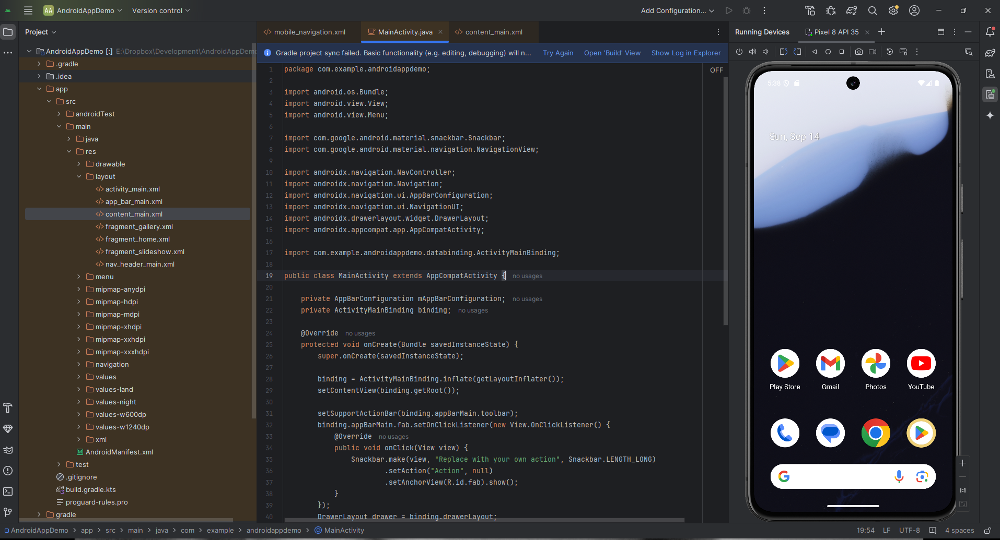 AA AndroidAppDemo Version control Add Configuration...
Project
AndroidAppDemo [:] E:\Dropbox\Development\AndroidAppDemo
.gradle
.idea
app
src
androidTest
main
java
res
drawable
layout
activity_main.xml
app_bar_main.xml
content_main.xml
fragment_gallery.xml
fragment_home.xml
fragment_slideshow.xml
nav_header_main.xml
menu
mipmap-anydpi
mipmap-hdpi
mipmap-mdpi
mipmap-xhdpi
mipmap-xxhdpi
mipmap-xxxhdpi
navigation
values
values-land
values-night
values-w600dp
values-w1240dp
xml
AndroidManifest.xml
test
.gitignore
build.gradle.kts
proguard-rules.pro
gradle
mobile_navigation.xml MainActivity.java content_main.xml
Gradle project sync failed. Basic functionality (e.g. editing, debugging) will n... Try Again Open 'Build' View Show Log in Explorer
OFF
1 package com.example.androidappdemo;
2
3 import android.os.Bundle;
4 import android.view.View;
5 import android.view.Menu;
6
7 import com.google.android.material.snackbar.Snackbar;
8 import com.google.android.material.navigation.NavigationView;
9
10 import androidx.navigation.NavController;
11 import androidx.navigation.Navigation;
12 import androidx.navigation.ui.AppBarConfiguration;
13 import androidx.navigation.ui.NavigationUI;
14 import androidx.drawerlayout.widget.DrawerLayout;
15 import androidx.appcompat.app.AppCompatActivity;
16
17 import com.example.androidappdemo.databinding.ActivityMainBinding;
18
19 public class MainActivity extends AppCompatActivity { no usages
20
21 private AppBarConfiguration mAppBarConfiguration; no usages
22 private ActivityMainBinding binding; no usages
23
24 @Override no usages
25 protected void onCreate(Bundle savedInstanceState) {
26 super.onCreate(savedInstanceState);
27
28 binding = ActivityMainBinding.inflate(getLayoutInflater());
29 setContentView(binding.getRoot());
30
31 setSupportActionBar(binding.appBarMain.toolbar);
32 binding.appBarMain.fab.setOnClickListener(new View.OnClickListener() {
33 @Override no usages
34 public void onClick(View view) {
35 Snackbar.make(view, "Replace with your own action", Snackbar.LENGTH_LONG)
36 .setAction("Action", null)
37 .setAnchorView(R.id.fab).show();
38 }
39 });
40 DrawerLayout drawer = binding.drawerLayout;
Running Devices Pixel 8 API 35
5:38
Sun, Sep 14
Play Store Gmail Photos YouTube
1:1
AndroidAppDemo > app > src > main > java > com > example > androidappdemo > MainActivity
19:54 LF UTF-8 4 spaces